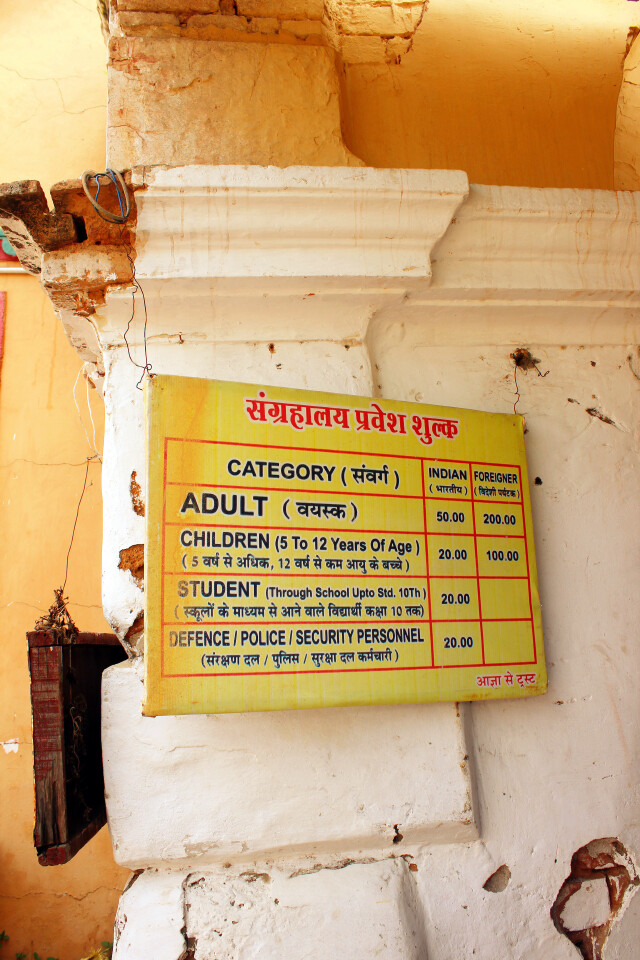 संग्रहालय प्रवेश शुल्क
CATEGORY ( संवर्ग ) INDIAN FOREIGNER
( भारतीय ) ( विदेशी पर्यटक )
ADULT ( वयस्क ) 50.00 200.00
CHILDREN (5 To 12 Years Of Age ) 20.00 100.00
( 5 वर्ष से अधिक, 12 वर्ष से कम आयु के बच्चे )
STUDENT (Through School Upto Std. 10Th ) 20.00
( स्कूलों के माध्यम से आने वाले विद्यार्थी कक्षा 10 तक)
DEFENCE / POLICE / SECURITY PERSONNEL 20.00
(संरक्षण दल / पुलिस / सुरक्षा दल कर्मचारी )
आज्ञा से ट्रस्ट